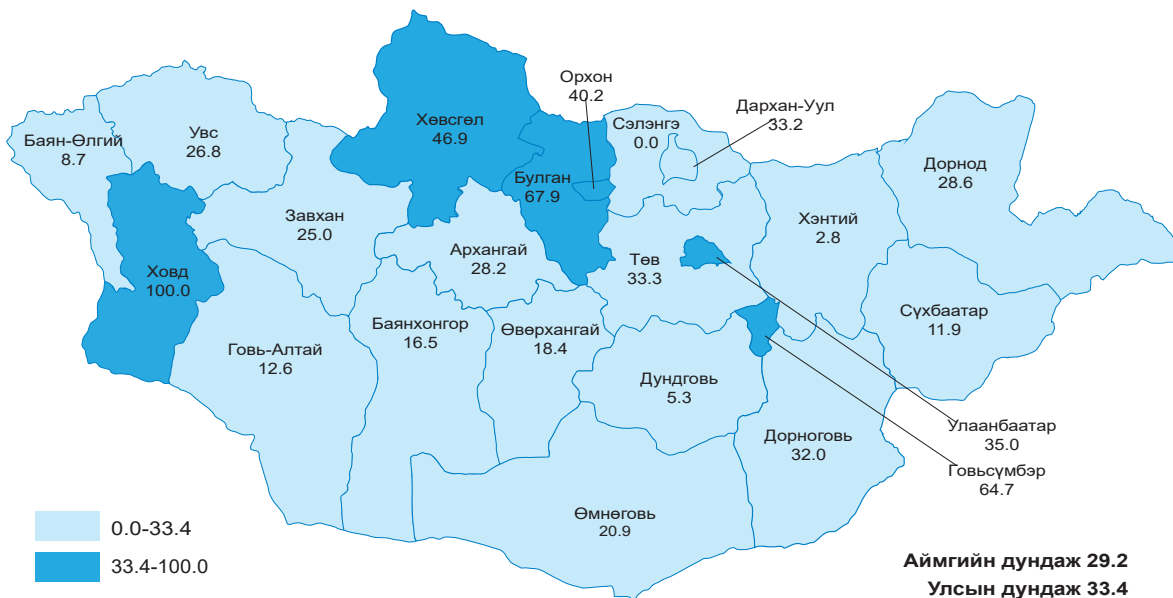 Орхон
40.2
Дархан-Уул
33.2
Хөвсгөл
46.9
Сэлэнгэ
0.0
Увс
26.8
Баян-Өлгий
8.7
Дорнод
28.6
Булган
67.9
Завхан
25.0
Хэнтий
2.8
Архангай
28.2
Төв
33.3
Ховд
100.0
Сүхбаатар
11.9
Баянхонгор
16.5
Өвөрхангай
18.4
Говь-Алтай
12.6
Дундговь
5.3
Улаанбаатар
35.0
Дорноговь
32.0
Говьсүмбэр
64.7
Өмнөговь
20.9
0.0-33.4
33.4-100.0
Аймгийн дундаж 29.2
Улсын дундаж 33.4